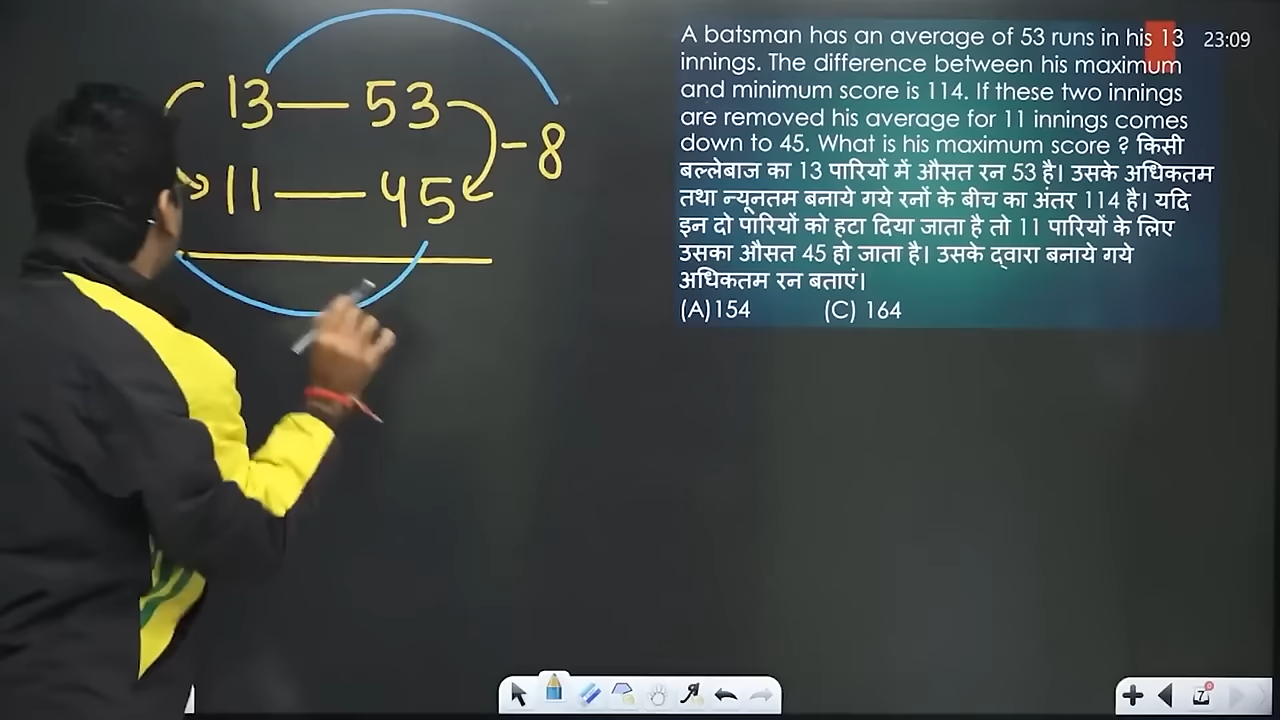 13 — 53
-8
11 — 45
A batsman has an average of 53 runs in his 13
innings. The difference between his maximum
and minimum score is 114. If these two innings
are removed his average for 11 innings comes
down to 45. What is his maximum score ? किसी
बल्लेबाज का 13 पारियों में औसत रन 53 है। उसके अधिकतम
तथा न्यूनतम बनाये गये रनों के बीच का अंतर 114 है। यदि
इन दो पारियों को हटा दिया जाता है तो 11 पारियों के लिए
उसका औसत 45 हो जाता है। उसके द्वारा बनाये गये
अधिकतम रन बताएं।
(A)154 (C) 164
23:09
7